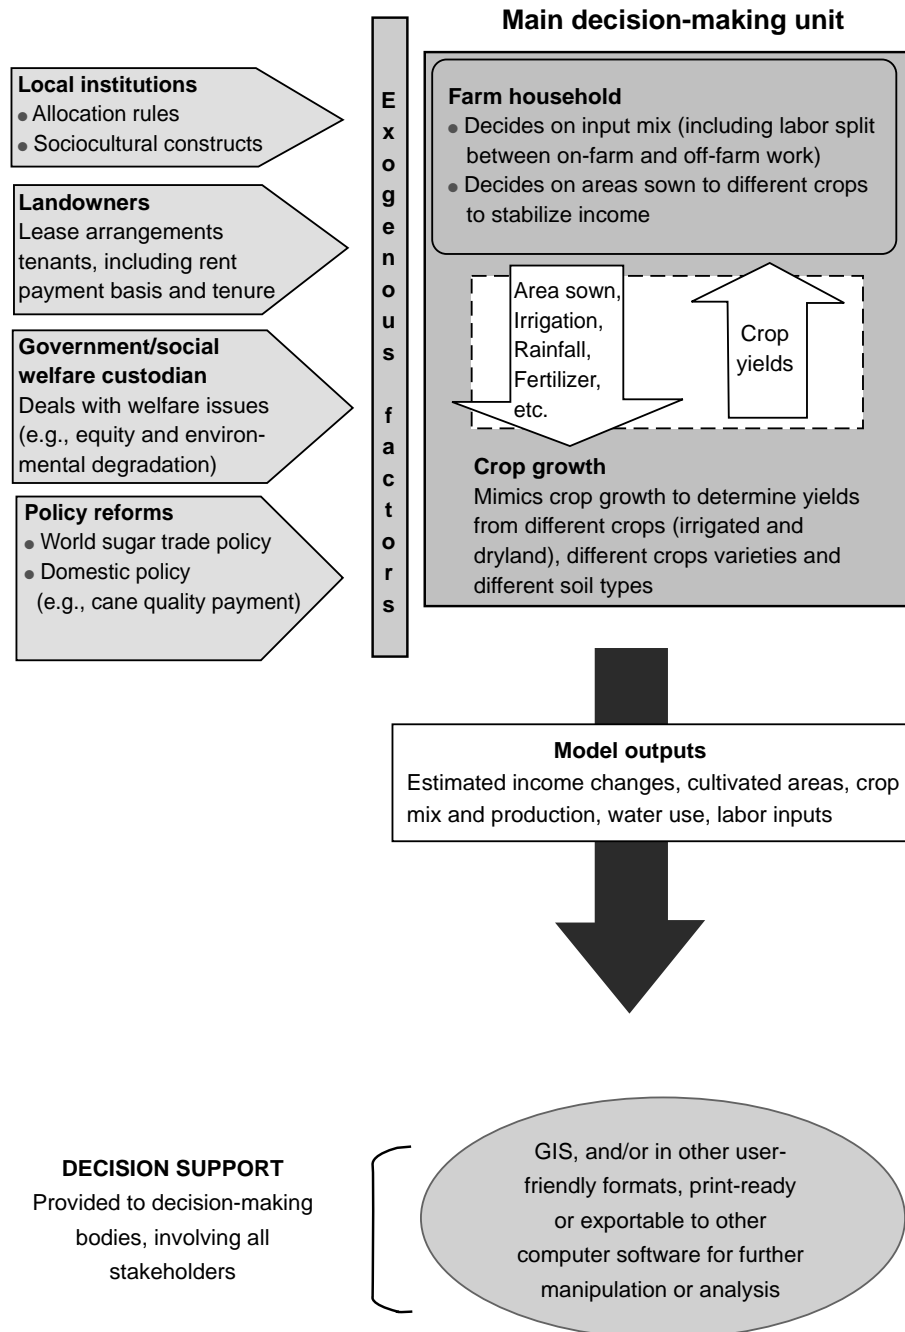 Main decision-making unit
Local institutions
● Allocation rules
● Sociocultural constructs
Landowners
Lease arrangements
tenants, including rent
payment basis and tenure
Government/social
welfare custodian
Deals with welfare issues
(e.g., equity and environ-
mental degradation)
Policy reforms
● World sugar trade policy
● Domestic policy
(e.g., cane quality payment)
Exogenous factors
Farm household
● Decides on input mix (including labor split
between on-farm and off-farm work)
● Decides on areas sown to different crops
to stabilize income
Area sown,
Irrigation,
Rainfall,
Fertilizer,
etc.
Crop
yields
Crop growth
Mimics crop growth to determine yields
from different crops (irrigated and
dryland), different crops varieties and
different soil types
Model outputs
Estimated income changes, cultivated areas, crop
mix and production, water use, labor inputs
DECISION SUPPORT
Provided to decision-making
bodies, involving all
stakeholders
GIS, and/or in other user-
friendly formats, print-ready
or exportable to other
computer software for further
manipulation or analysis